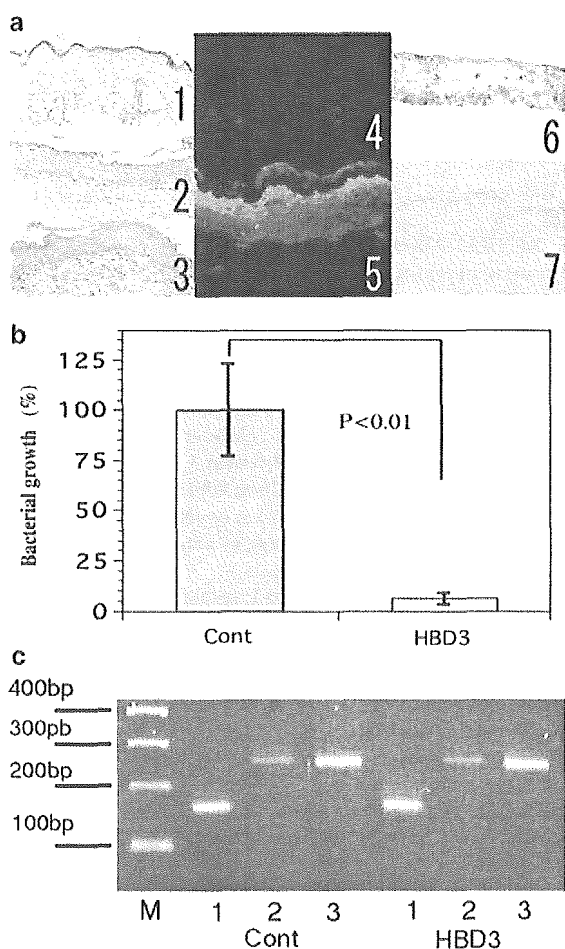 a
1
2
3
4
5
6
7
b
Bacterial growth (%)
125
100
75
50
25
0
P<0.01
Cont
HBD3
c
400bp
300pb
200bp
100bp
M 1 2 3 1 2 3
Cont HBD3